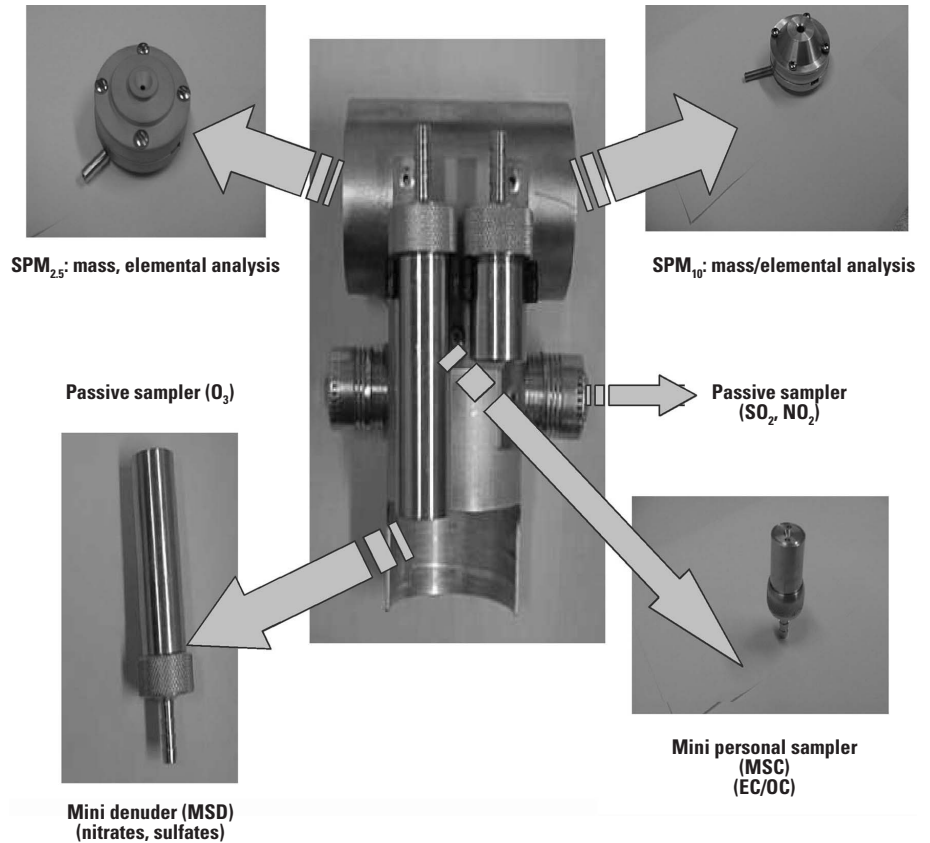 SPM2.5: mass, elemental analysis
SPM10: mass/elemental analysis
Passive sampler (O3)
Passive sampler
(SO2, NO2)
Mini denuder (MSD)
(nitrates, sulfates)
Mini personal sampler
(MSC)
(EC/OC)